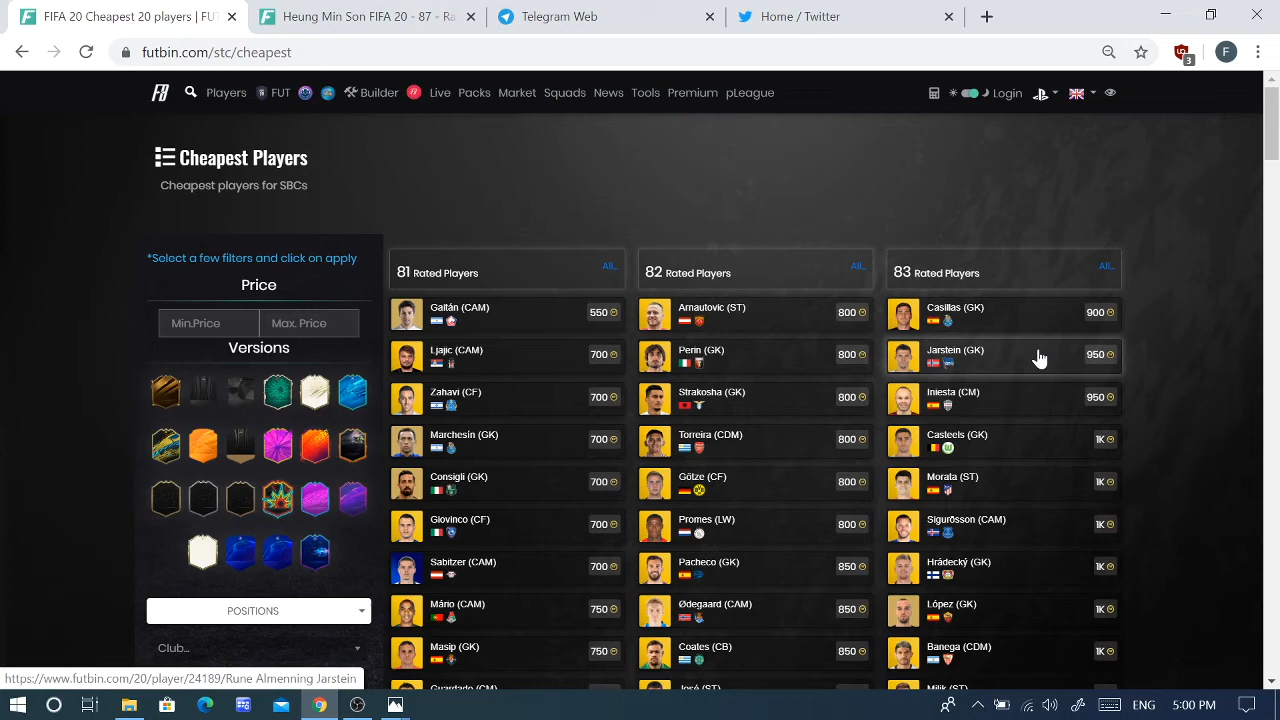 FIFA 20 Cheapest 20 players | FUT
Heung Min Son FIFA 20 - 87 - Ra
Telegram Web
Home / Twitter
futbin.com/stc/cheapest
3
F
Players FUT Builder Live Packs Market Squads News Tools Premium pLeague Login
Cheapest Players
Cheapest players for SBCs
*Select a few filters and click on apply
Price
Min.Price
Max. Price
Versions
POSITIONS
Club...
81 Rated Players
All...
Gaitán (CAM)
550
Ljajic (CAM)
700
Zahavi (CF)
700
Marchesín (GK)
700
Consigli (GK)
700
Giovinco (CF)
700
Sabitzer (CAM)
700
Mário (CAM)
750
Masip (GK)
750
Guardado (CM)
82 Rated Players
All...
Arnautovic (ST)
800
Perin (GK)
800
Strakosha (GK)
800
Torreira (CDM)
800
Götze (CF)
800
Promes (LW)
800
Pacheco (GK)
850
Ødegaard (CAM)
850
Coates (CB)
850
José (ST)
83 Rated Players
All...
Casillas (GK)
900
Jarstein (GK)
950
Iniesta (CM)
950
Casteels (GK)
1K
Morata (ST)
1K
Sigurðsson (CAM)
1K
Hrádecký (GK)
1K
López (GK)
1K
Banega (CDM)
1K
Milik (ST)
https://www.futbin.com/20/player/24189/Rune Almenning Jarstein
ENG
5:00 PM